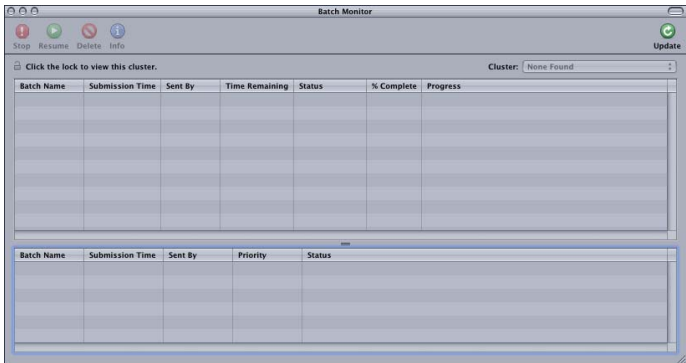 Batch Monitor
Stop Resume Delete Info Update
Click the lock to view this cluster. Cluster: None Found
Batch Name Submission Time Sent By Time Remaining Status % Complete Progress
Batch Name Submission Time Sent By Priority Status